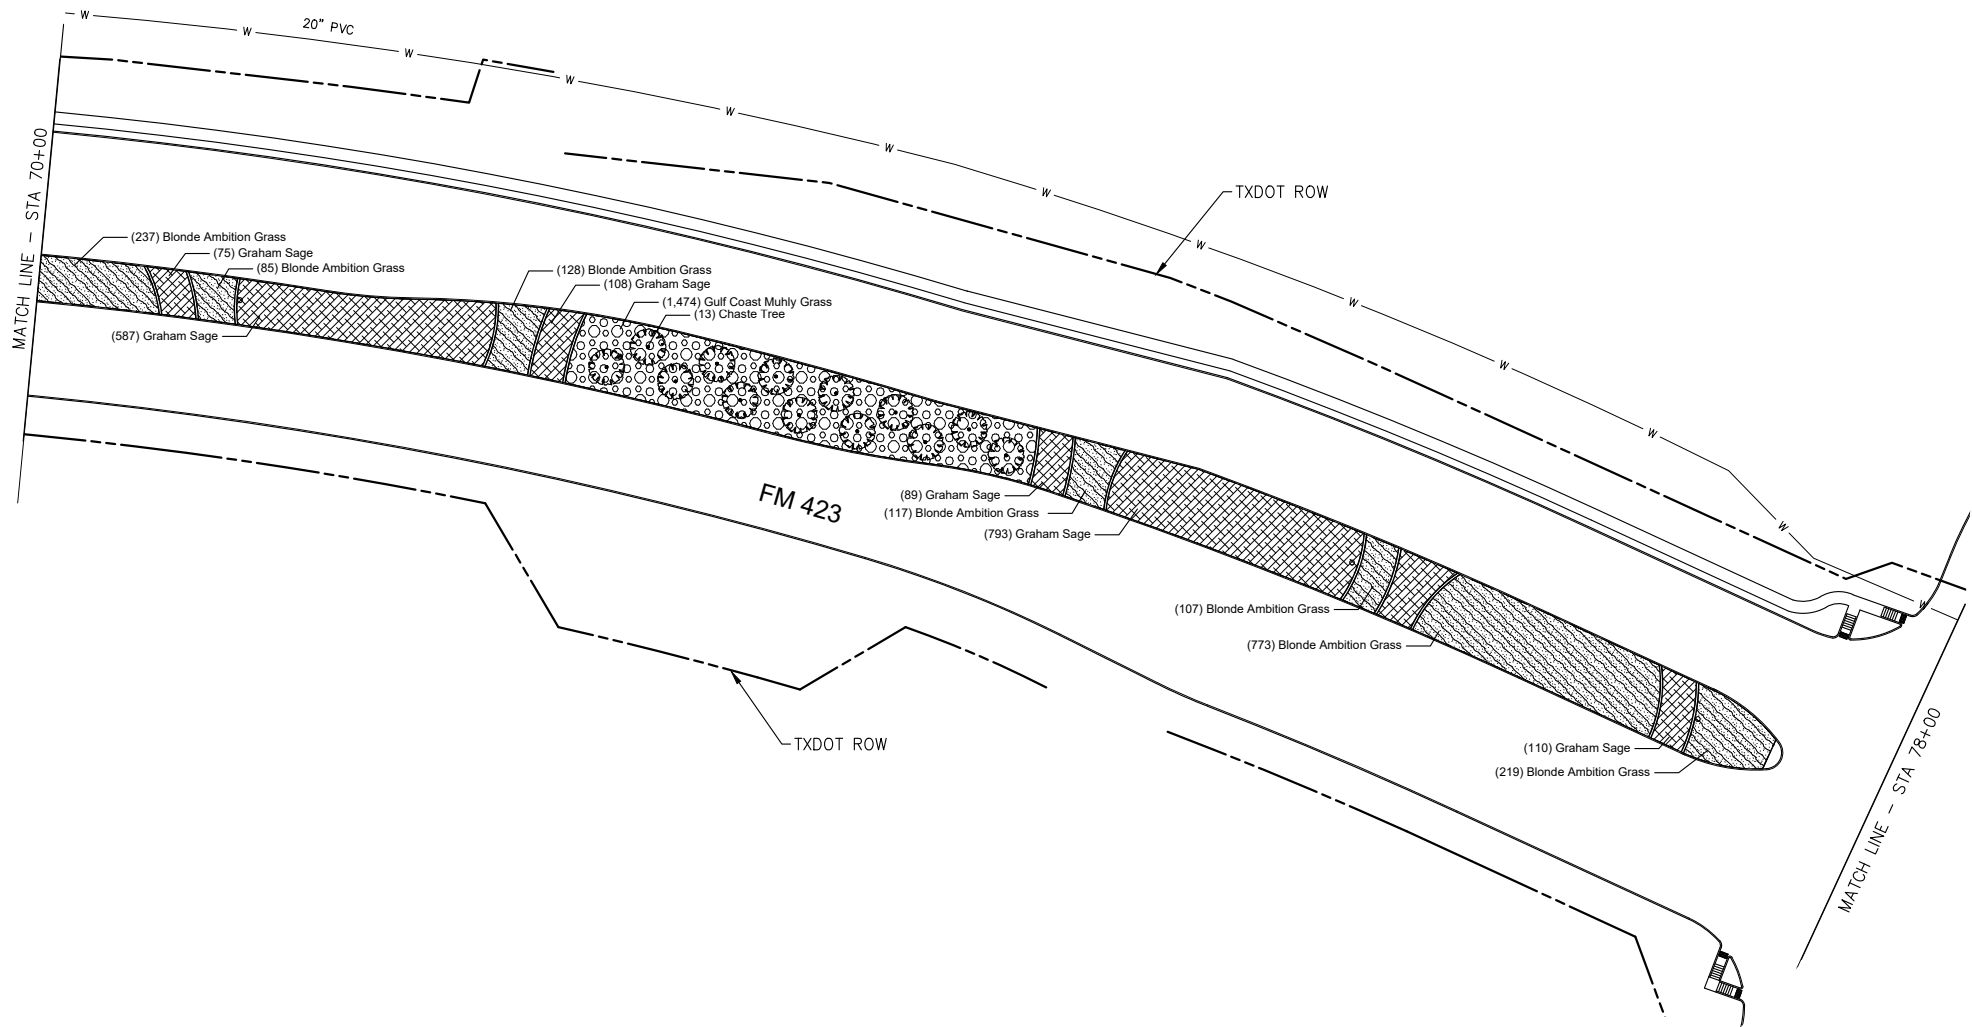 W
20" PVC
W
W
W
W
W
W
TXDOT ROW
W
W
W
W
W
W
MATCH LINE - STA 70+00
(237) Blonde Ambition Grass
(75) Graham Sage
(85) Blonde Ambition Grass
(587) Graham Sage
(128) Blonde Ambition Grass
(108) Graham Sage
(1,474) Gulf Coast Muhly Grass
(13) Chaste Tree
FM 423
(89) Graham Sage
(117) Blonde Ambition Grass
(793) Graham Sage
(107) Blonde Ambition Grass
(773) Blonde Ambition Grass
(110) Graham Sage
(219) Blonde Ambition Grass
TXDOT ROW
MATCH LINE - STA 78+00